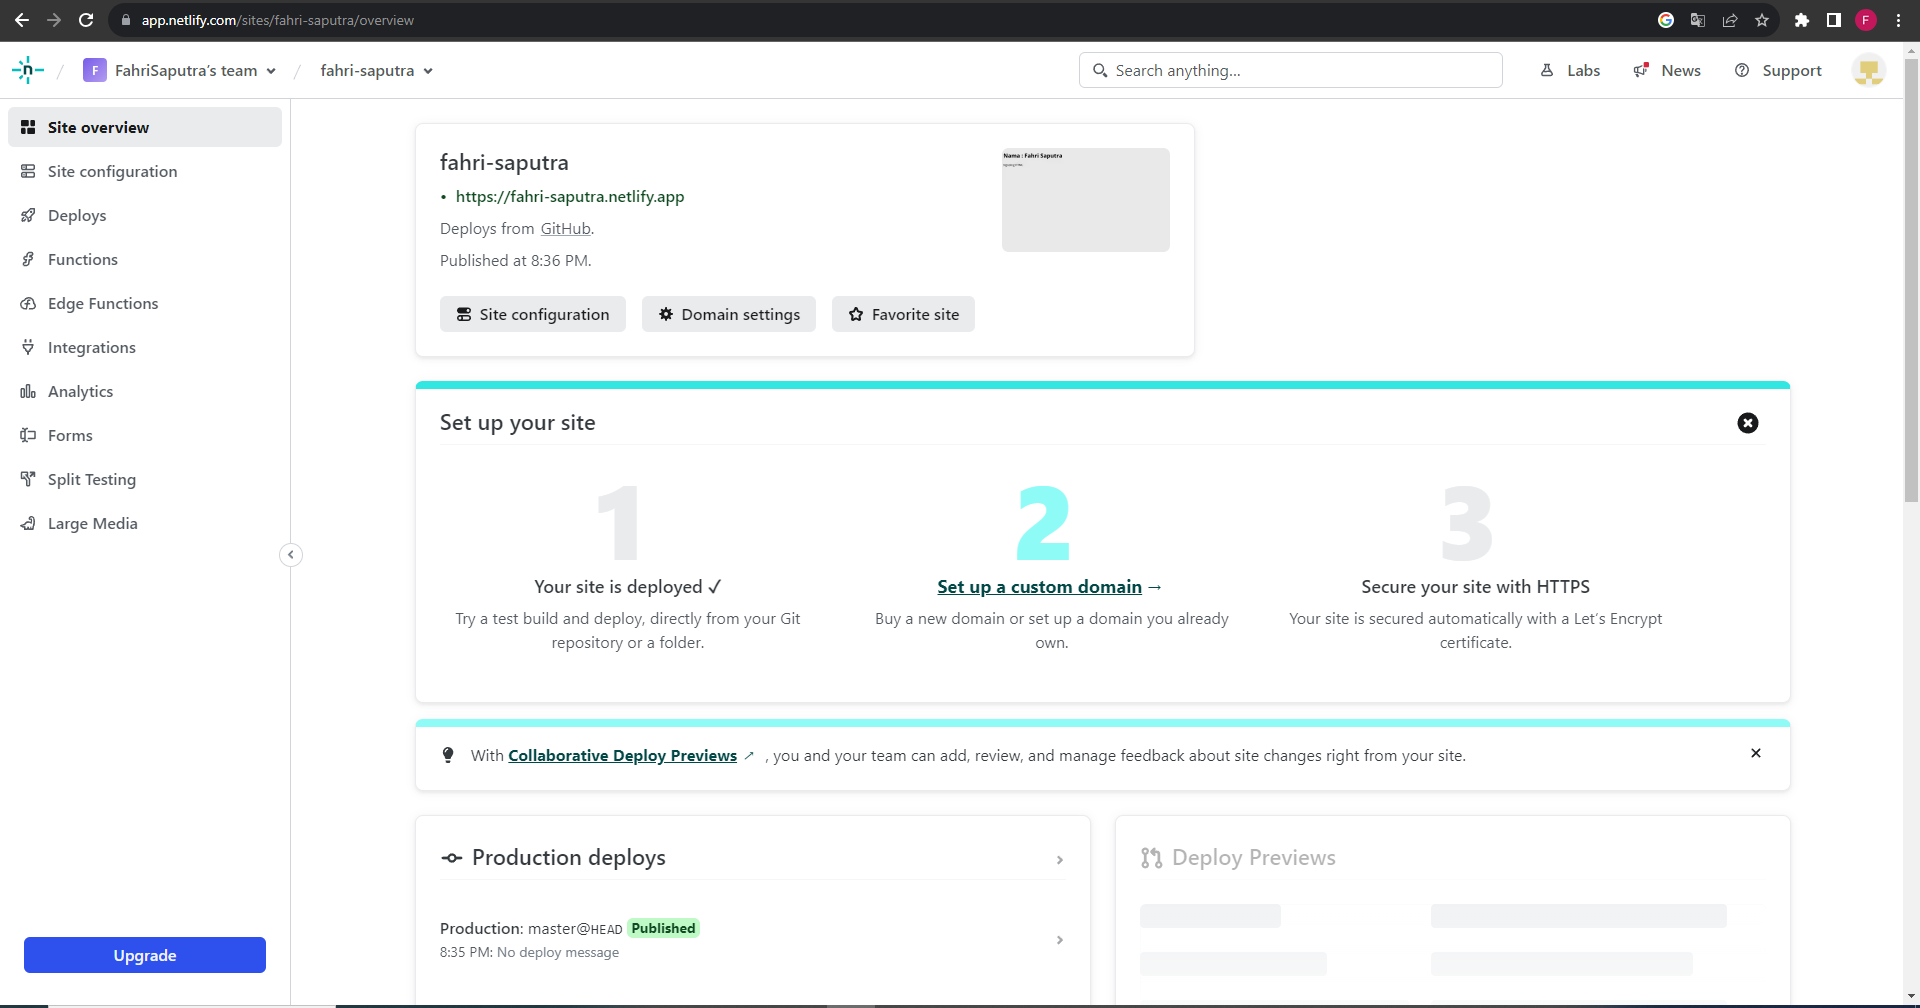 app.netlify.com/sites/fahri-saputra/overview
F
n
F FahriSaputra's team
fahri-saputra
Search anything...
Labs
News
Support
Site overview
Site configuration
Deploys
Functions
Edge Functions
Integrations
Analytics
Forms
Split Testing
Large Media
Upgrade
fahri-saputra
• https://fahri-saputra.netlify.app
Deploys from GitHub.
Published at 8:36 PM.
Nama : Fahri Saputra
Site configuration
Domain settings
Favorite site
Set up your site
1
Your site is deployed ✓
Try a test build and deploy, directly from your Git
repository or a folder.
2
Set up a custom domain →
Buy a new domain or set up a domain you already
own.
3
Secure your site with HTTPS
Your site is secured automatically with a Let's Encrypt
certificate.
With Collaborative Deploy Previews ↗ , you and your team can add, review, and manage feedback about site changes right from your site.
Production deploys
Production: master@HEAD Published
8:35 PM: No deploy message
Deploy Previews